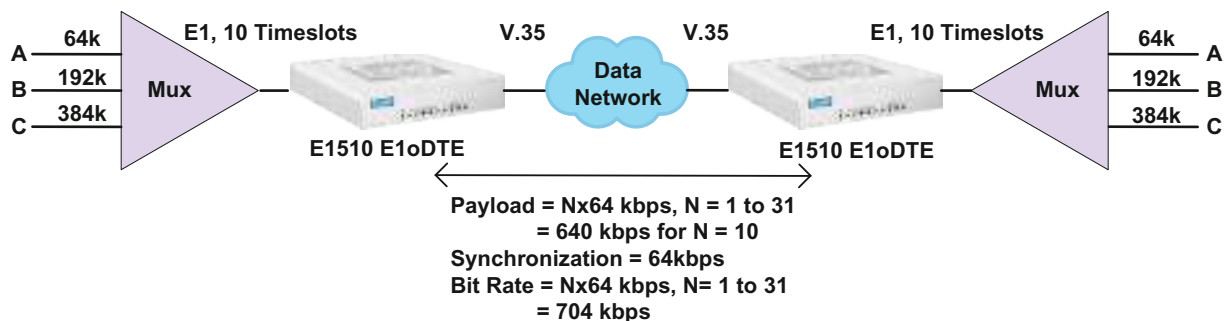 E1, 10 Timeslots
V.35
V.35
E1, 10 Timeslots
A
64k
B
192k
C
384k
Mux
Data
Network
Mux
64k
A
192k
B
384k
C
E1510 E1oDTE
E1510 E1oDTE
Payload = Nx64 kbps, N = 1 to 31
= 640 kbps for N = 10
Synchronization = 64kbps
Bit Rate = Nx64 kbps, N= 1 to 31
= 704 kbps